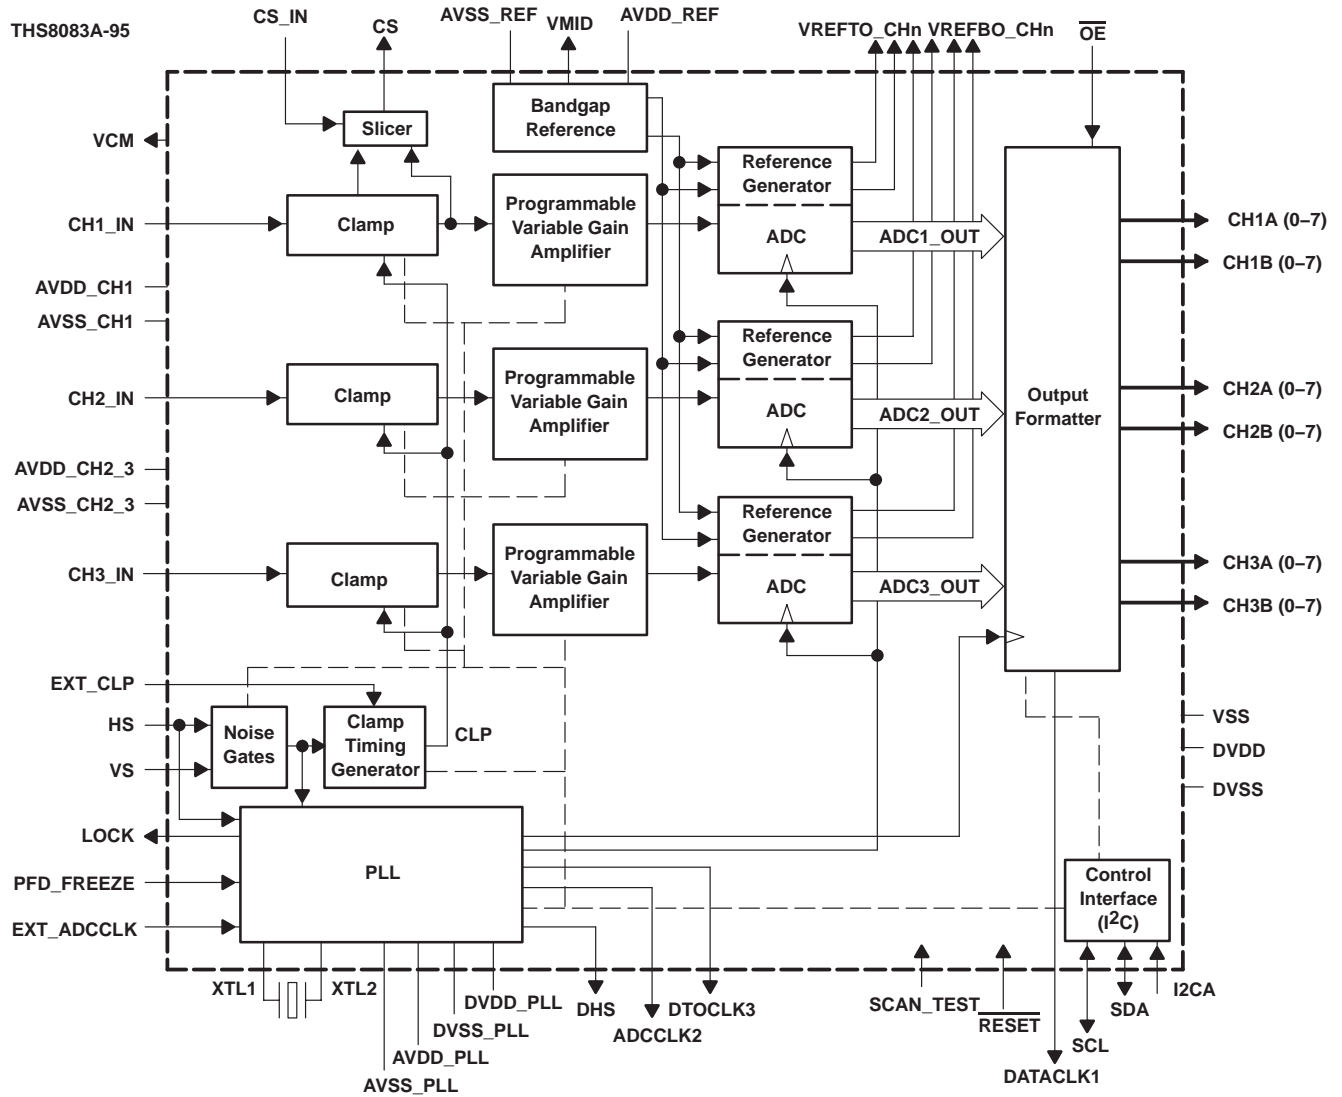 THS8083A-95
CS_IN
CS
AVSS_REF
VMID
AVDD_REF
VREFTO_CHn VREFBO_CHn
OE
VCM
Slicer
Bandgap
Reference
Reference
Generator
ADC
ADC1_OUT
CH1_IN
Clamp
Programmable
Variable Gain
Amplifier
CH1A (0–7)
CH1B (0–7)
AVDD_CH1
AVSS_CH1
Reference
Generator
ADC
ADC2_OUT
CH2_IN
Clamp
Programmable
Variable Gain
Amplifier
Output
Formatter
CH2A (0–7)
CH2B (0–7)
AVDD_CH2_3
AVSS_CH2_3
Reference
Generator
ADC
ADC3_OUT
CH3_IN
Clamp
Programmable
Variable Gain
Amplifier
CH3A (0–7)
CH3B (0–7)
EXT_CLP
HS
VS
Noise
Gates
Clamp
Timing
Generator
CLP
VSS
DVDD
DVSS
LOCK
PFD_FREEZE
EXT_ADCCLK
PLL
Control
Interface
(I2C)
XTL1
XTL2
DVDD_PLL
DVSS_PLL
AVDD_PLL
AVSS_PLL
DHS
ADCCLK2
DTOCLK3
SCAN_TEST
RESET
DATACLK1
SCL
SDA
I2CA